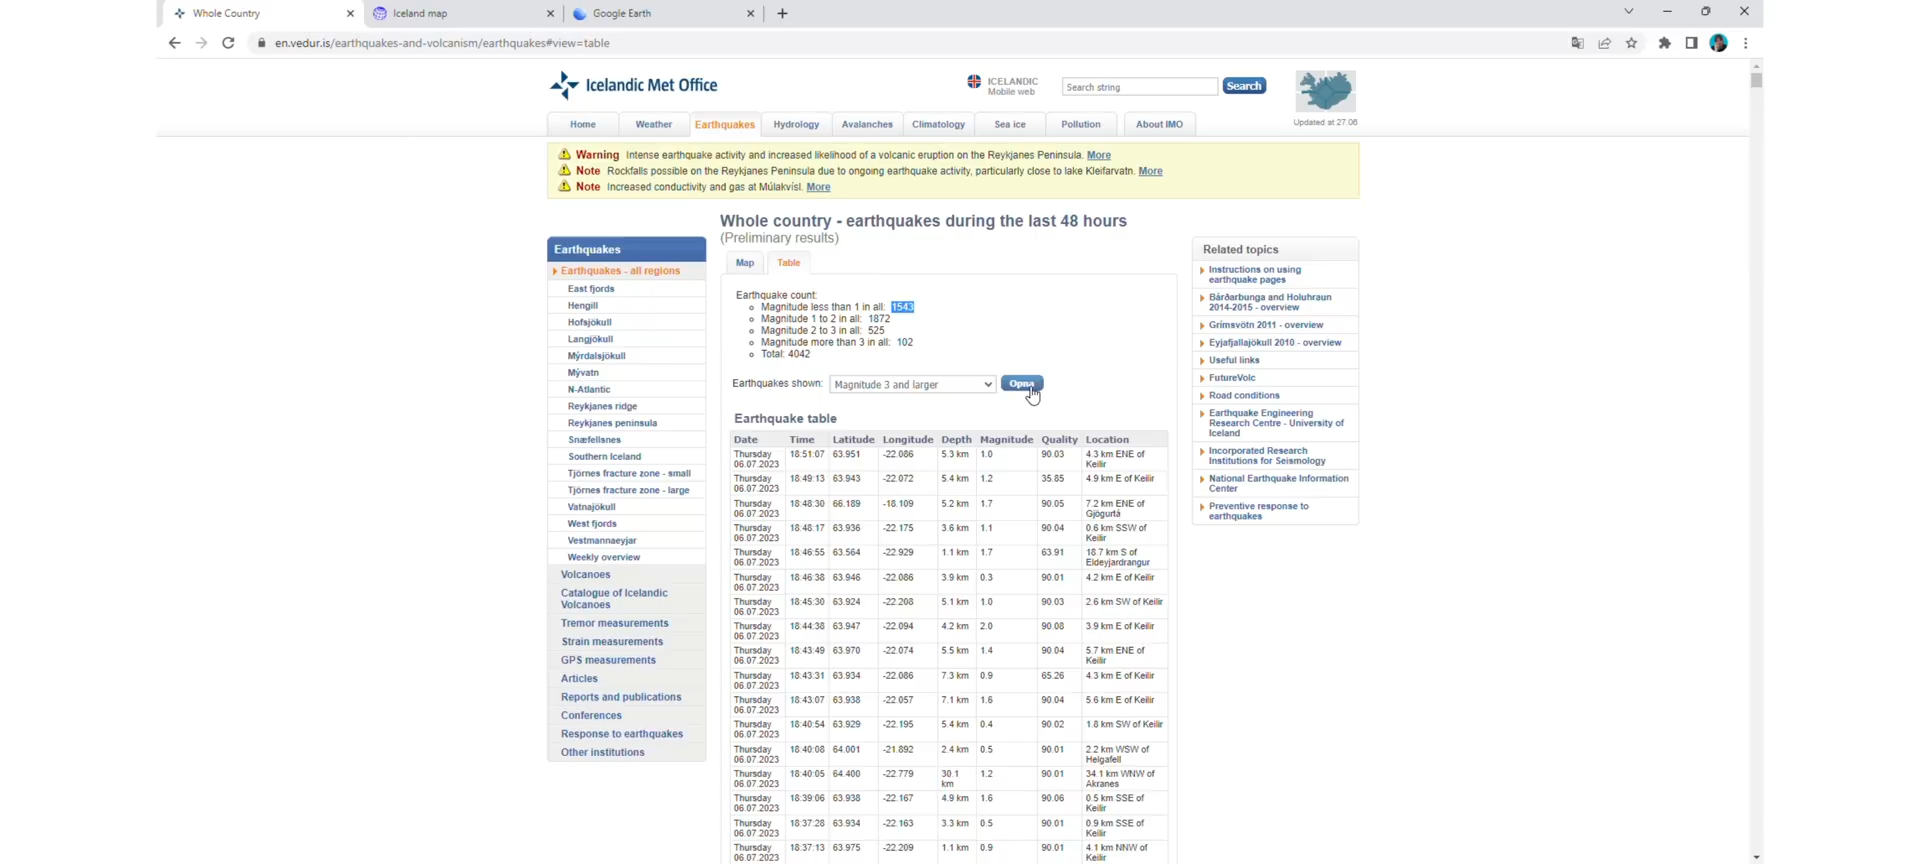 Whole Country
Iceland map
Google Earth
en.vedur.is/earthquakes-and-volcanism/earthquakes#view=table
Icelandic Met Office
ICELANDIC
Mobile web
Search string
Search
Updated at 27.06
Home Weather Earthquakes Hydrology Avalanches Climatology Sea ice Pollution About IMO
Warning Intense earthquake activity and increased likelihood of a volcanic eruption on the Reykjanes Peninsula. More
Note Rockfalls possible on the Reykjanes Peninsula due to ongoing earthquake activity, particularly close to lake Kleifarvatn. More
Note Increased conductivity and gas at Múlakvísl. More
Earthquakes
Earthquakes - all regions
East fjords
Hengill
Hofsjökull
Langjökull
Mýrdalsjökull
Mývatn
N-Atlantic
Reykjanes ridge
Reykjanes peninsula
Snæfellsnes
Southern Iceland
Tjörnes fracture zone - small
Tjörnes fracture zone - large
Vatnajökull
West fjords
Vestmannaeyjar
Weekly overview
Volcanoes
Catalogue of Icelandic
Volcanoes
Tremor measurements
Strain measurements
GPS measurements
Articles
Reports and publications
Conferences
Response to earthquakes
Other institutions
Whole country - earthquakes during the last 48 hours
(Preliminary results)
Map Table
Earthquake count:
Magnitude less than 1 in all: 1543
Magnitude 1 to 2 in all: 1872
Magnitude 2 to 3 in all: 525
Magnitude more than 3 in all: 102
Total: 4042
Earthquakes shown: Magnitude 3 and larger Opna
Earthquake table
Date Time Latitude Longitude Depth Magnitude Quality Location
Thursday 18:51:07 63.951 -22.086 5.3 km 1.0 90.03 4.3 km ENE of
06.07.2023 Keilir
Thursday 18:49:13 63.943 -22.072 5.4 km 1.2 35.85 4.9 km E of Keilir
06.07.2023
Thursday 18:48:30 66.189 -18.109 5.2 km 1.7 90.05 7.2 km ENE of
06.07.2023 Gjögurtá
Thursday 18:48:17 63.936 -22.175 3.6 km 1.1 90.04 0.6 km SSW of
06.07.2023 Keilir
Thursday 18:46:55 63.564 -22.929 1.1 km 1.7 63.91 18.7 km S of
06.07.2023 Eldeyjardrangur
Thursday 18:46:38 63.946 -22.086 3.9 km 0.3 90.01 4.2 km E of Keilir
06.07.2023
Thursday 18:45:30 63.924 -22.208 5.1 km 1.0 90.03 2.6 km SW of Keilir
06.07.2023
Thursday 18:44:38 63.947 -22.094 4.2 km 2.0 90.08 3.9 km E of Keilir
06.07.2023
Thursday 18:43:49 63.970 -22.074 5.5 km 1.4 90.04 5.7 km ENE of
06.07.2023 Keilir
Thursday 18:43:31 63.934 -22.086 7.3 km 0.9 65.26 4.3 km E of Keilir
06.07.2023
Thursday 18:43:07 63.938 -22.057 7.1 km 1.6 90.04 5.6 km E of Keilir
06.07.2023
Thursday 18:40:54 63.929 -22.195 5.4 km 0.4 90.02 1.8 km SW of Keilir
06.07.2023
Thursday 18:40:08 64.001 -21.892 2.4 km 0.5 90.01 2.2 km WSW of
06.07.2023 Helgafell
Thursday 18:40:05 64.400 -22.779 30.1 1.2 90.01 34.1 km WNW of
06.07.2023 km Akranes
Thursday 18:39:06 63.938 -22.167 4.9 km 1.6 90.06 0.5 km SSE of
06.07.2023 Keilir
Thursday 18:37:28 63.934 -22.163 3.3 km 0.5 90.01 0.9 km SSE of
06.07.2023 Keilir
Thursday 18:37:13 63.975 -22.209 1.1 km 0.9 90.01 4.1 km NNW of
06.07.2023 Keilir
Related topics
Instructions on using
earthquake pages
Bárðarbunga and Holuhraun
2014-2015 - overview
Grímsvötn 2011 - overview
Eyjafjallajökull 2010 - overview
Useful links
FutureVolc
Road conditions
Earthquake Engineering
Research Centre - University of
Iceland
Incorporated Research
Institutions for Seismology
National Earthquake Information
Center
Preventive response to
earthquakes